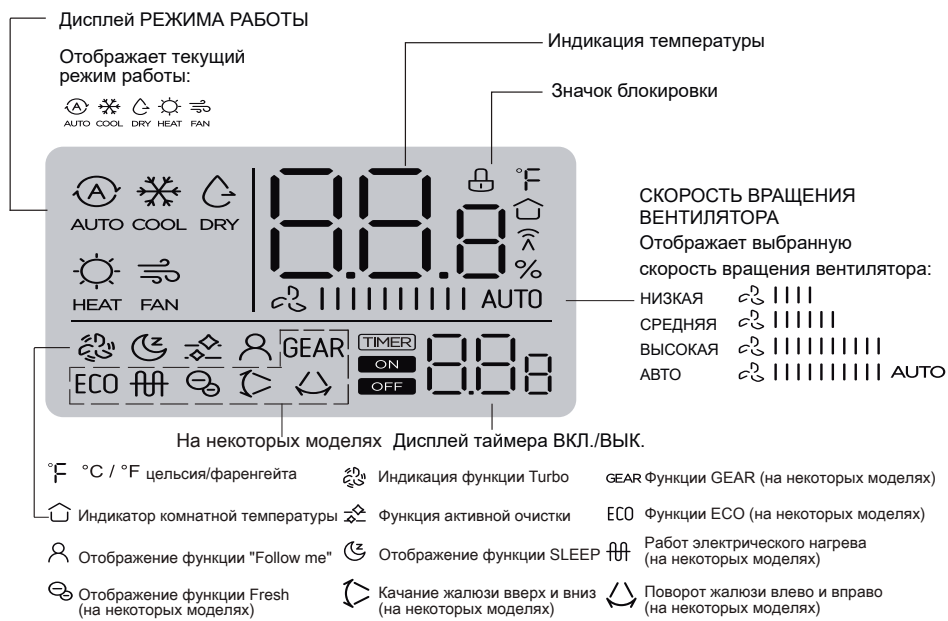 Дисплей РЕЖИМА РАБОТЫ
Отображает текущий
режим работы:
AUTO COOL DRY HEAT FAN
Индикация температуры
Значок блокировки
AUTO COOL DRY
HEAT FAN
°F
%
AUTO
GEAR
ECO
TIMER
ON
OFF
СКОРОСТЬ ВРАЩЕНИЯ
ВЕНТИЛЯТОРА
Отображает выбранную
скорость вращения вентилятора:
НИЗКАЯ
СРЕДНЯЯ
ВЫСОКАЯ
АВТО AUTO
На некоторых моделях Дисплей таймера ВКЛ./ВЫК.
°F °C / °F цельсия/фаренгейта
Индикатор комнатной температуры
Отображение функции "Follow me"
Отображение функции Fresh
(на некоторых моделях)
Индикация функции Turbo
Функция активной очистки
Отображение функции SLEEP
Качание жалюзи вверх и вниз
(на некоторых моделях)
GEAR Функции GEAR (на некоторых моделях)
ECO Функции ECO (на некоторых моделях)
Работ электрического нагрева
(на некоторых моделях)
Поворот жалюзи влево и вправо
(на некоторых моделях)